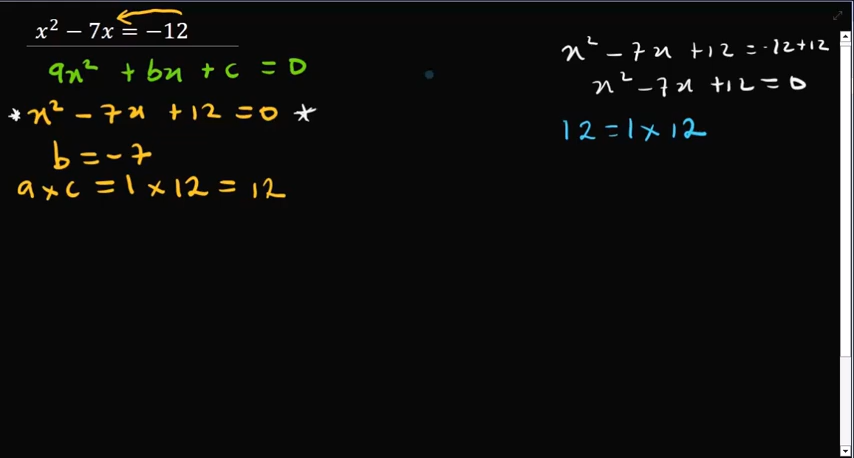 x² − 7x = −12
ax² + bx + c = 0
* x² − 7x + 12 = 0 *
b = −7
a × c = 1 × 12 = 12
x² − 7x + 12 = -12 + 12
x² − 7x + 12 = 0
12 = 1 × 12